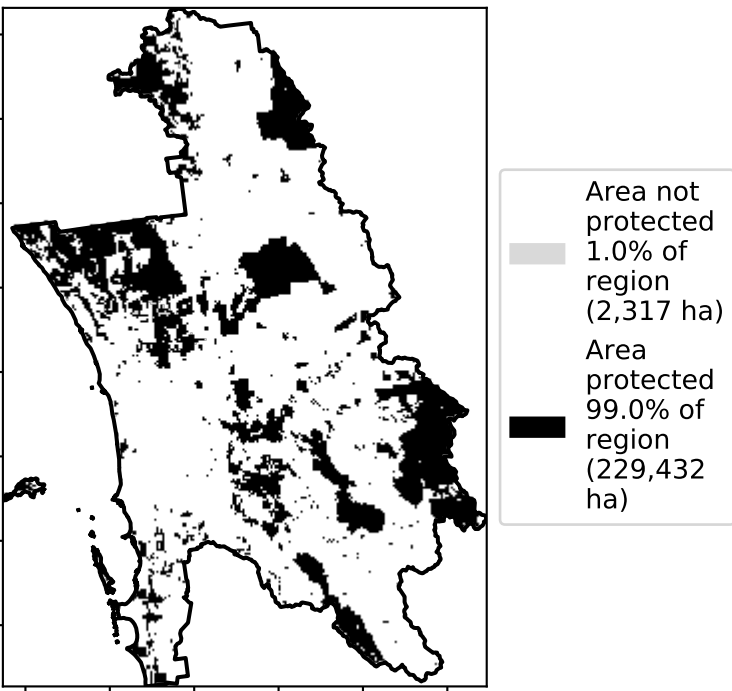 Area not
protected
1.0% of
region
(2,317 ha)
Area
protected
99.0% of
region
(229,432
ha)